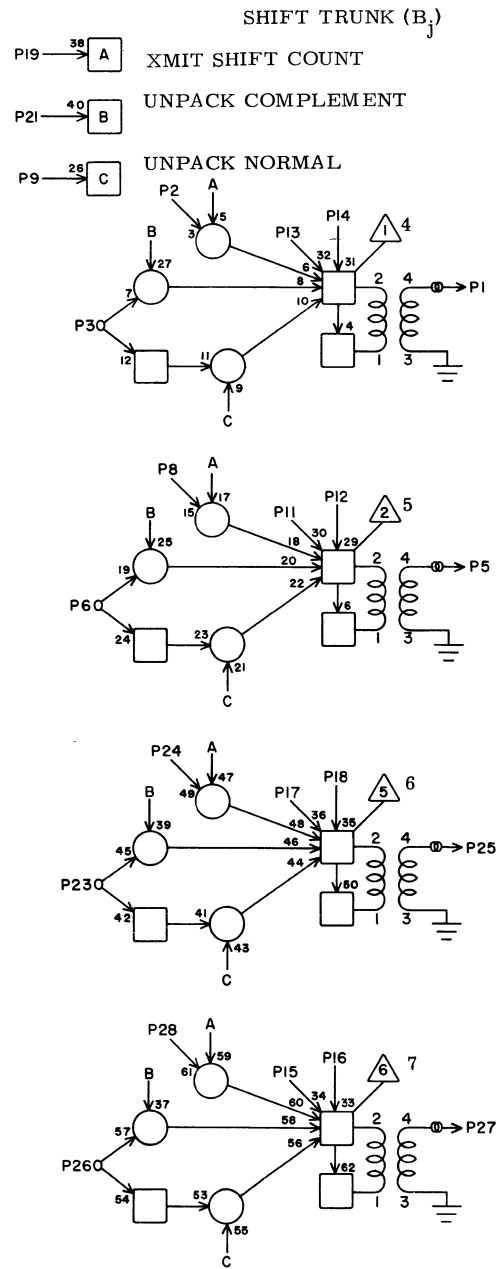 SHIFT TRUNK (Bj)
P19 38 A XMIT SHIFT COUNT
P21 40 B UNPACK COMPLEMENT
P9 26 C UNPACK NORMAL
P2 A
3 5
B 27
P13 P14 1 4
32 31
6
8
10
2 4 P1
7
P3
12 11 9
4
1 3
C
P8 A
15 17
B 25
P11 P12 2 5
30 29
18
20
22
2 4 P5
19
P6
24 23 21
6
1 3
C
P24 A
49 47
B 39
P17 P18 5 6
36 35
48
46
44
2 4 P25
45
P23
42 41 43
50
1 3
C
P28 A
61 59
B 37
P15 P16 6 7
34 33
60
58
56
2 4 P27
57
P26
54 53 55
62
1 3
C